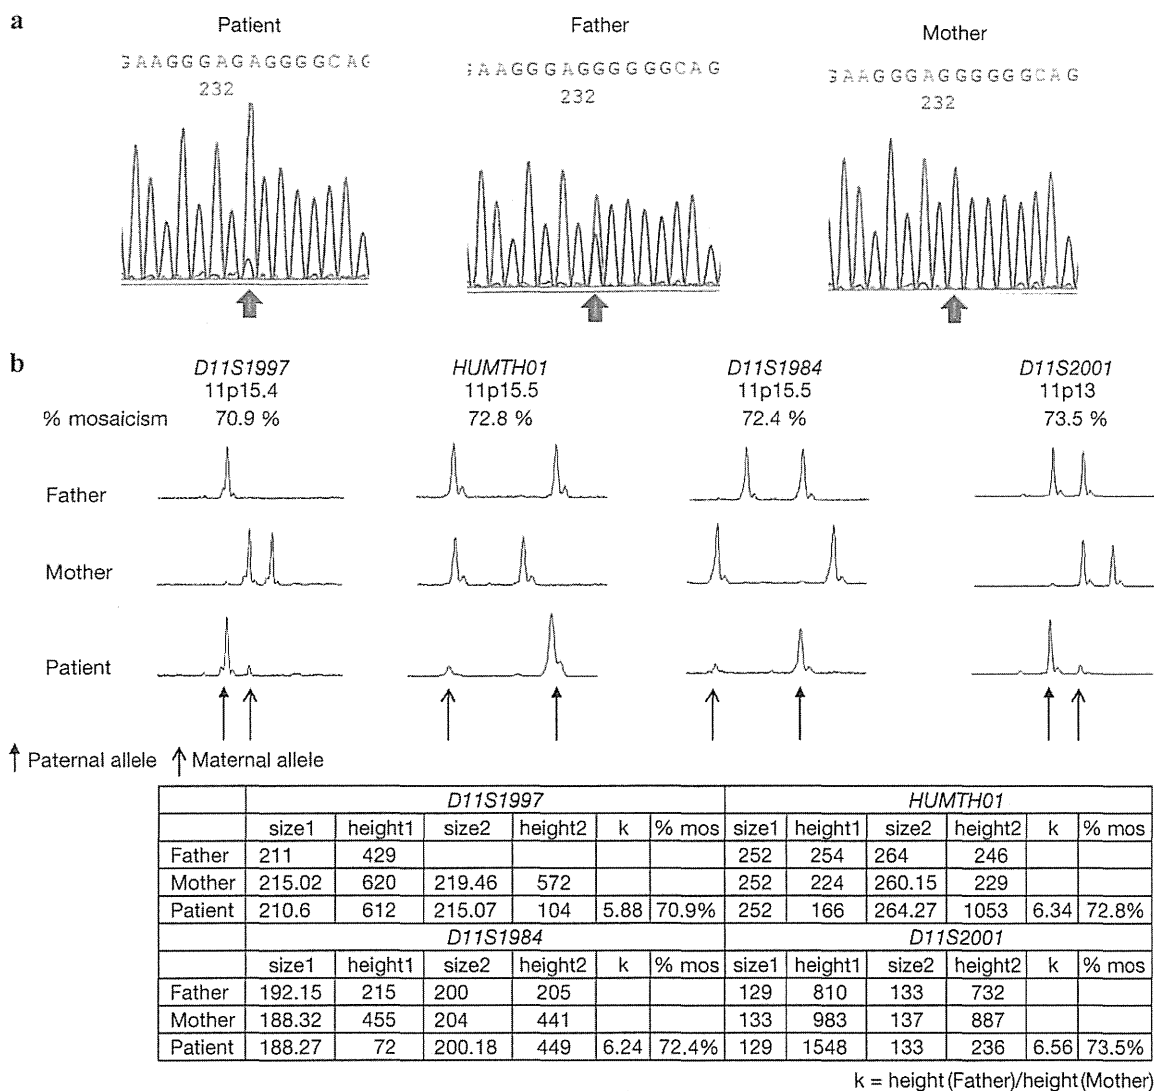 a
Patient Father Mother
GAAGGGAGAGGGGCAG GAAGGGAGGGGGGCAG GAAGGGAGGGGGGCAG
232 232 232
b
D11S1997 HUMTH01 D11S1984 D11S2001
11p15.4 11p15.5 11p15.5 11p13
% mosaicism 70.9 % 72.8 % 72.4 % 73.5 %
Father
Mother
Patient
Paternal allele Maternal allele
D11S1997 HUMTH01
size1 height1 size2 height2 k % mos size1 height1 size2 height2 k % mos
Father 211 429 252 254 264 246
Mother 215.02 620 219.46 572 252 224 260.15 229
Patient 210.6 612 215.07 104 5.88 70.9% 252 166 264.27 1053 6.34 72.8%
D11S1984 D11S2001
size1 height1 size2 height2 k % mos size1 height1 size2 height2 k % mos
Father 192.15 215 200 205 129 810 133 732
Mother 188.32 455 204 441 133 983 137 887
Patient 188.27 72 200.18 449 6.24 72.4% 129 1548 133 236 6.56 73.5%
k = height (Father)/height (Mother)